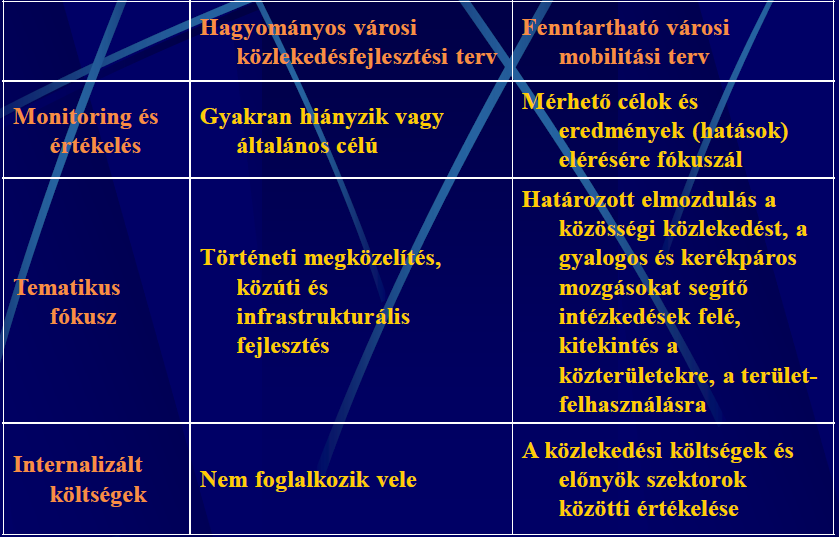 Hagyományos városi
közlekedésfejlesztési terv
Fenntartható városi
mobilitási terv
Monitoring és
értékelés
Gyakran hiányzik vagy
általános célú
Mérhető célok és
eredmények (hatások)
elérésére fókuszál
Tematikus
fókusz
Történeti megközelítés,
közúti és
infrastrukturális
fejlesztés
Határozott elmozdulás a
közösségi közlekedést, a
gyalogos és kerékpáros
mozgásokat segítő
intézkedések felé,
kitekintés a
közterületekre, a terület-
felhasználásra
Internalizált
költségek
Nem foglalkozik vele
A közlekedési költségek és
előnyök szektorok
közötti értékelése